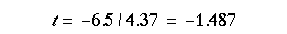 t = −6.5 / 4.37 = −1.487